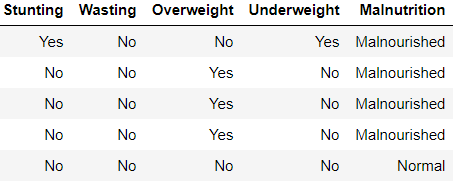 Stunting Wasting Overweight Underweight Malnutrition
Yes No No Yes Malnourished
No No Yes No Malnourished
No No Yes No Malnourished
No No Yes No Malnourished
No No No No Normal